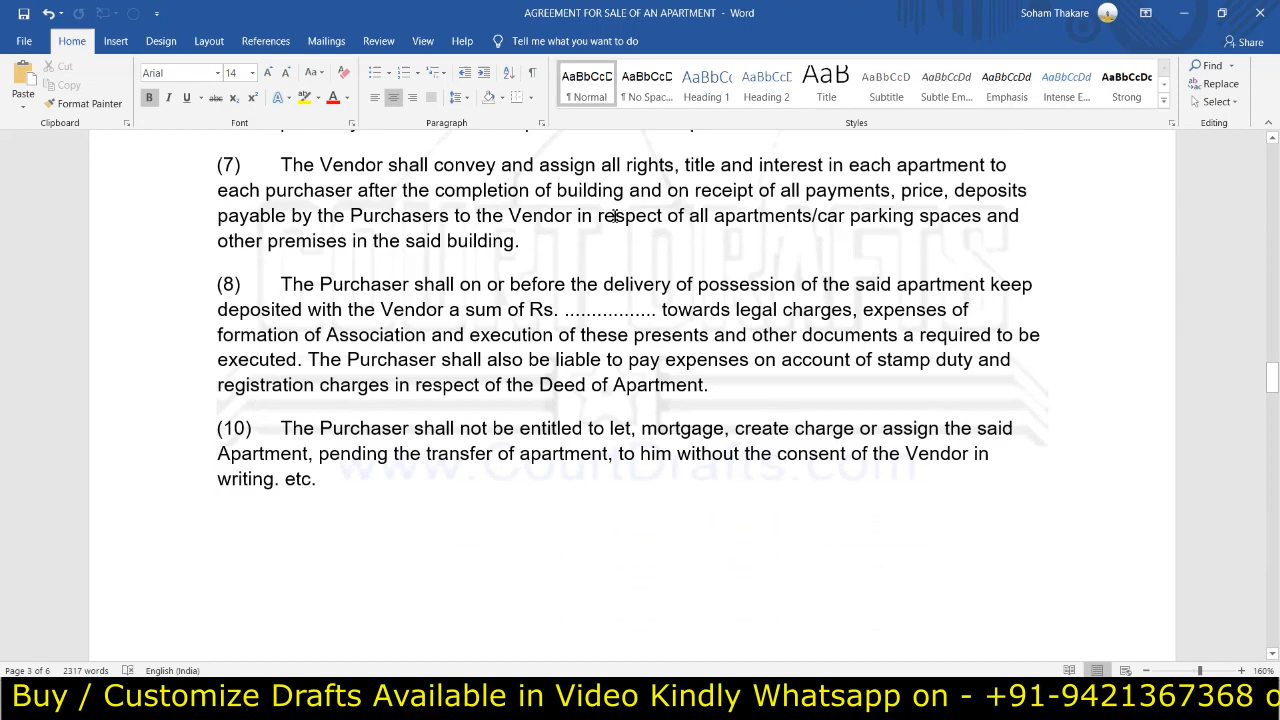 AGREEMENT FOR SALE OF AN APARTMENT - Word
Soham Thakare
File Home Insert Design Layout References Mailings Review View Help Tell me what you want to do Share
Paste
Cut
Copy
Format Painter
Clipboard
Arial 14
Font
Paragraph
AaBbCcD AaBbCcD AaBbC AaBbCcD AaB AaBbCcD AaBbCcDd AaBbCcDd AaBbCcDd AaBbCcDc
¶ Normal ¶ No Spac... Heading 1 Heading 2 Title Subtitle Subtle Em... Emphasis Intense E... Strong
Styles
Find
Replace
Select
Editing
(7) The Vendor shall convey and assign all rights, title and interest in each apartment to
each purchaser after the completion of building and on receipt of all payments, price, deposits
payable by the Purchasers to the Vendor in respect of all apartments/car parking spaces and
other premises in the said building.
(8) The Purchaser shall on or before the delivery of possession of the said apartment keep
deposited with the Vendor a sum of Rs. ................. towards legal charges, expenses of
formation of Association and execution of these presents and other documents a required to be
executed. The Purchaser shall also be liable to pay expenses on account of stamp duty and
registration charges in respect of the Deed of Apartment.
(10) The Purchaser shall not be entitled to let, mortgage, create charge or assign the said
Apartment, pending the transfer of apartment, to him without the consent of the Vendor in
writing. etc.
COURT DRAFTS
www.CourtDrafts.com
Page 3 of 6 2317 words English (India) 160%
Buy / Customize Drafts Available in Video Kindly Whatsapp on - +91-9421367368 o